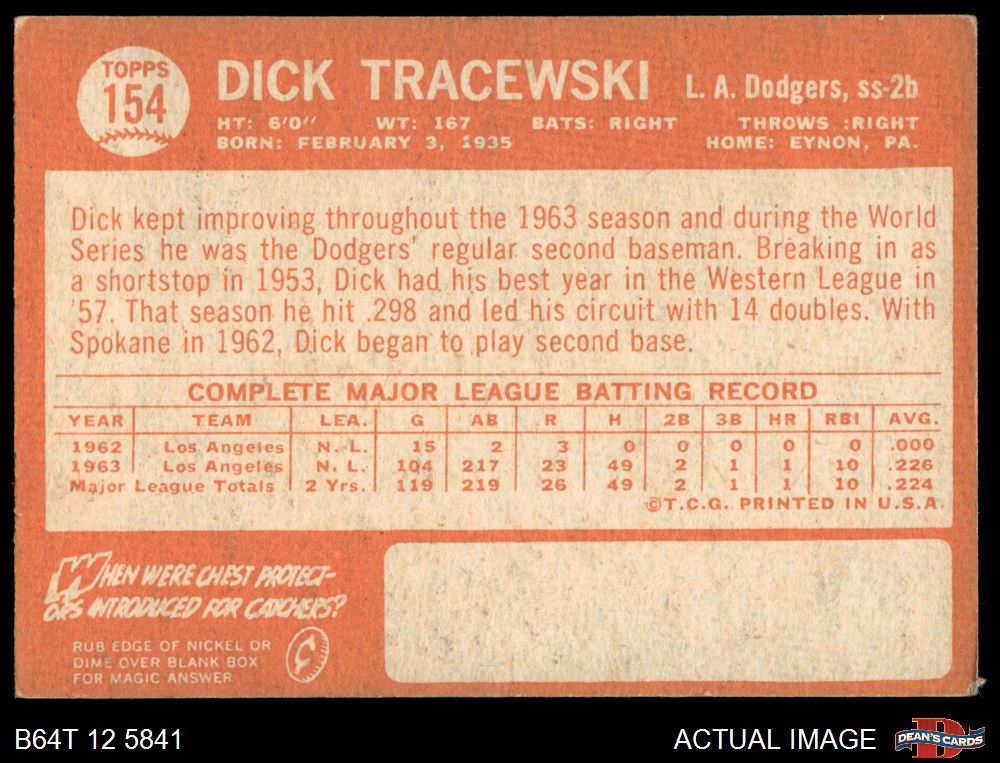 TOPPS
154
DICK TRACEWSKI L. A. Dodgers, ss-2b
HT: 6'0" WT: 167 BATS: RIGHT THROWS :RIGHT
BORN: FEBRUARY 3, 1935 HOME: EYNON, PA.
Dick kept improving throughout the 1963 season and during the World
Series he was the Dodgers' regular second baseman. Breaking in as
a shortstop in 1953, Dick had his best year in the Western League in
'57. That season he hit .298 and led his circuit with 14 doubles. With
Spokane in 1962, Dick began to play second base.
COMPLETE MAJOR LEAGUE BATTING RECORD
YEAR TEAM LEA. G AB R H 2B 3B HR RBI AVG.
1962 Los Angeles N. L. 15 2 3 0 0 0 0 0 .000
1963 Los Angeles N. L. 104 217 23 49 2 1 1 10 .226
Major League Totals 2 Yrs. 119 219 26 49 2 1 1 10 .224
©T.C.G. PRINTED IN U.S.A.
WHEN WERE CHEST PROTECT-
ORS INTRODUCED FOR CATCHERS?
RUB EDGE OF NICKEL OR
DIME OVER BLANK BOX
FOR MAGIC ANSWER
B64T 12 5841 ACTUAL IMAGE DEAN'S CARDS